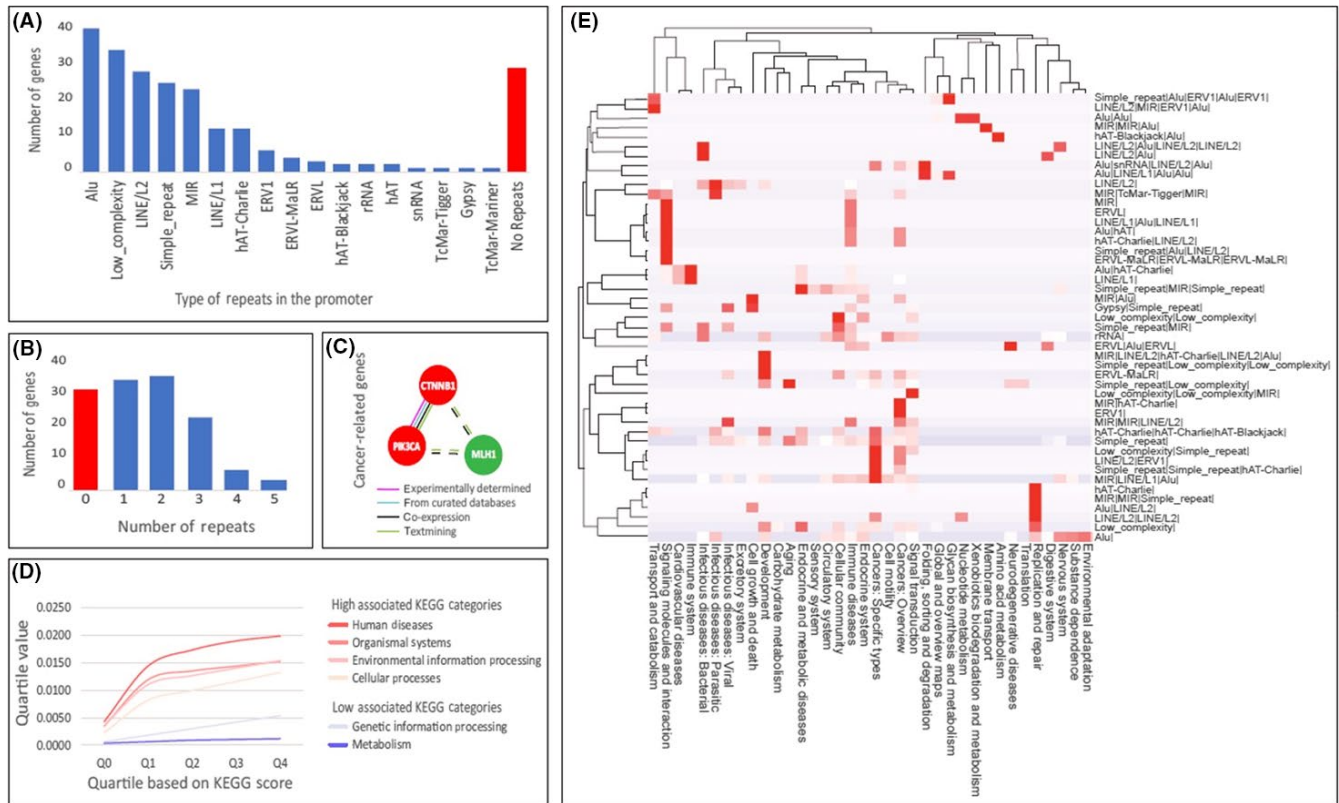 (A)
Number of genes
40
30
20
10
0
Alu
Low_complexity
LINE/L2
Simple_repeat
MIR
LINE/L1
hAT-Charlie
ERV1
ERVL-MaLR
ERVL
hAT-Blackjack
rRNA
hAT
snRNA
TcMar-Tigger
Gypsy
TcMar-Mariner
No Repeats
Type of repeats in the promoter
(B)
Number of genes
40
30
20
10
0
0 1 2 3 4 5
Number of repeats
(C)
Cancer-related genes
CTNNB1
PIK3CA
MLH1
Experimentally determined
From curated databases
Co-expression
Textmining
(D)
Quartile value
0.0250
0.0200
0.0150
0.0100
0.0050
0.0000
Q0 Q1 Q2 Q3 Q4
Quartile based on KEGG score
High associated KEGG categories
Human diseases
Organismal systems
Environmental information processing
Cellular processes
Low associated KEGG categories
Genetic information processing
Metabolism
(E)
Simple_repeat|Alu|ERV1|Alu|ERV1|
LINE/L2|MIR|ERV1|Alu|
Alu|Alu|
MIR|MIR|Alu|
hAT-Blackjack|Alu|
LINE/L2|Alu|LINE/L2|LINE/L2|
LINE/L2|Alu|
Alu|snRNA|LINE/L2|Alu|
Alu|LINE/L1|Alu|Alu|
LINE/L2|
MIR|TcMar-Tigger|MIR|
MIR|
ERVL|
LINE/L1|Alu|LINE/L1|
Alu|hAT|
hAT-Charlie|LINE/L2|
Simple_repeat|Alu|LINE/L2|
ERVL-MaLR|ERVL-MaLR|ERVL-MaLR|
Alu|hAT-Charlie|
LINE/L1|
Simple_repeat|MIR|Simple_repeat|
MIR|Alu|
Gypsy|Simple_repeat|
Low_complexity|Low_complexity|
Simple_repeat|MIR|
rRNA|
ERVL|Alu|ERVL|
MIR|LINE/L2|hAT-Charlie|LINE/L2|Alu|
Simple_repeat|Low_complexity|Low_complexity|
ERVL-MaLR|
Simple_repeat|Low_complexity|
Low_complexity|Low_complexity|MIR|
MIR|hAT-Charlie|
ERV1|
MIR|MIR|LINE/L2|
hAT-Charlie|hAT-Charlie|hAT-Blackjack|
Simple_repeat|
Low_complexity|Simple_repeat|
LINE/L2|ERV1|
Simple_repeat|Simple_repeat|hAT-Charlie|
MIR|LINE/L1|Alu|
hAT-Charlie|
MIR|MIR|Simple_repeat|
Alu|LINE/L2|
LINE/L2|LINE/L2|
Low_complexity|
Alu|
Transport and catabolism
Signaling molecules and interaction
Cardiovascular diseases
Immune system
Infectious diseases: Bacterial
Infectious diseases: Parasitic
Infectious diseases: Viral
Excretory system
Cell growth and death
Development
Carbohydrate metabolism
Aging
Endocrine and metabolic diseases
Sensory system
Circulatory system
Cellular community
Immune diseases
Endocrine system
Cancers: Specific types
Cell motility
Cancers: Overview
Signal transduction
Folding, sorting and degradation
Global and overview maps
Glycan biosynthesis and metabolism
Nucleotide metabolism
Xenobiotics biodegradation and metabolism
Membrane transport
Amino acid metabolism
Neurodegenerative diseases
Translation
Replication and repair
Digestive system
Nervous system
Substance dependence
Environmental adaptation